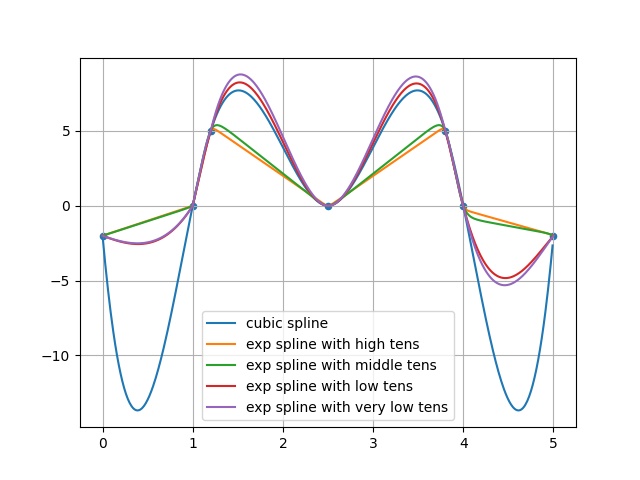 5
0
−5
−10
cubic spline
exp spline with high tens
exp spline with middle tens
exp spline with low tens
exp spline with very low tens
0 1 2 3 4 5